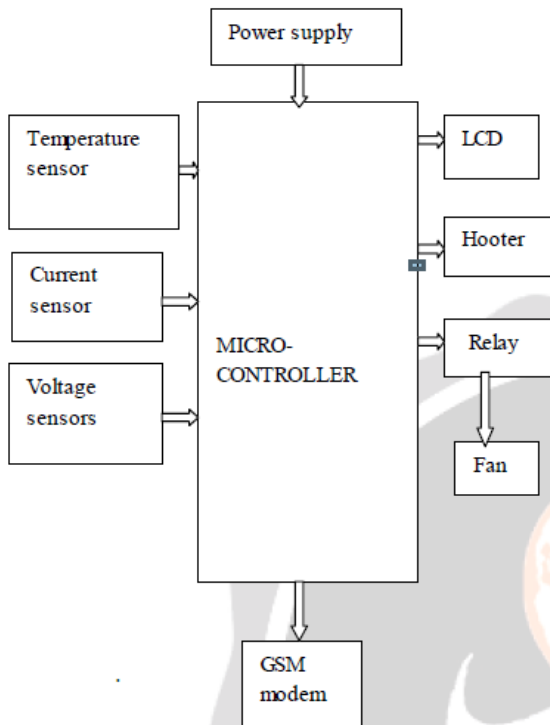 Power supply
Temperature
sensor
Current
sensor
Voltage
sensors
MICRO-
CONTROLLER
LCD
Hooter
Relay
Fan
GSM
modem